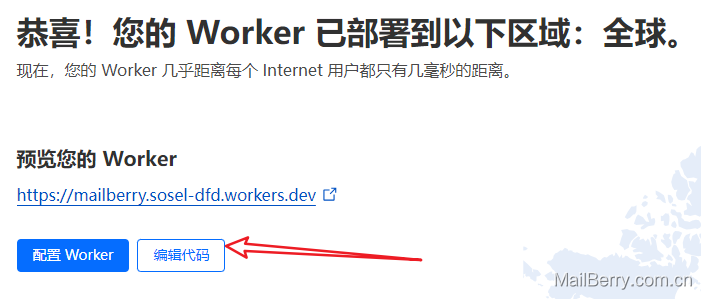 恭喜！您的 Worker 已部署到以下区域：全球。
现在，您的 Worker 几乎距离每个 Internet 用户都只有几毫秒的距离。
预览您的 Worker
https://mailberry.sosel-dfd.workers.dev
配置 Worker
编辑代码
MailBerry.com.cn